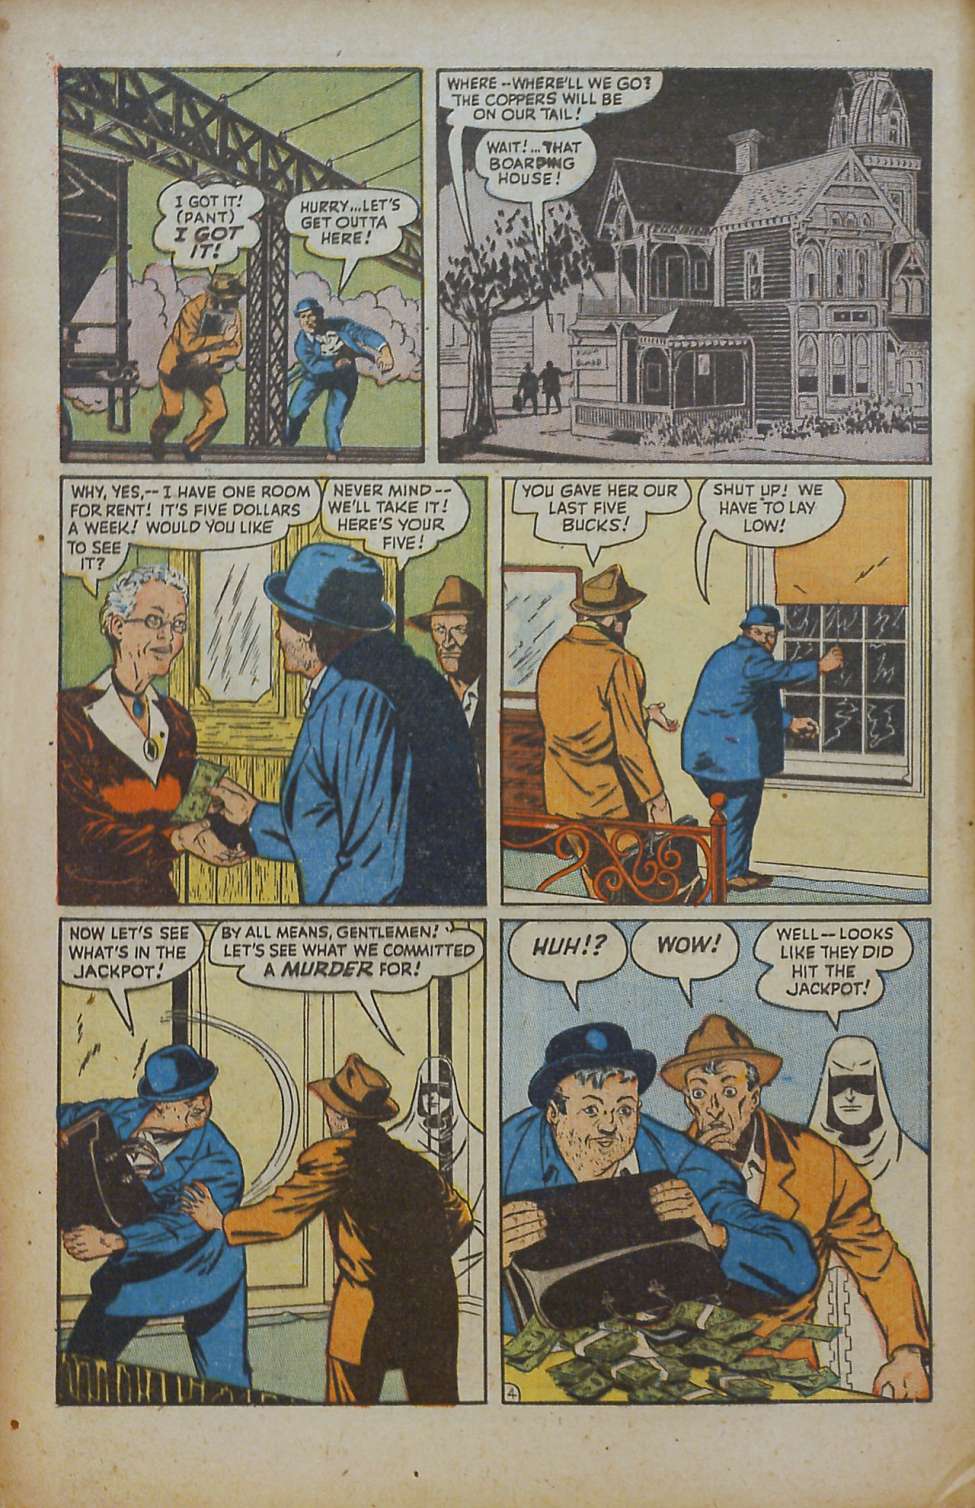 I GOT IT!
(PANT)
I GOT
IT!
HURRY...LET'S
GET OUTTA
HERE!
WHERE--WHERE'LL WE GO?
THE COPPERS WILL BE
ON OUR TAIL!
WAIT!...THAT
BOARDING
HOUSE!
ROOM
BOARD
WHY, YES,-- I HAVE ONE ROOM
FOR RENT! IT'S FIVE DOLLARS
A WEEK! WOULD YOU LIKE
TO SEE
IT?
NEVER MIND--
WE'LL TAKE IT!
HERE'S YOUR
FIVE!
YOU GAVE HER OUR
LAST FIVE
BUCKS!
SHUT UP! WE
HAVE TO LAY
LOW!
NOW LET'S SEE
WHAT'S IN THE
JACKPOT!
BY ALL MEANS, GENTLEMEN!
LET'S SEE WHAT WE COMMITTED
A MURDER FOR!
HUH!?
WOW!
WELL--LOOKS
LIKE THEY DID
HIT THE
JACKPOT!
4